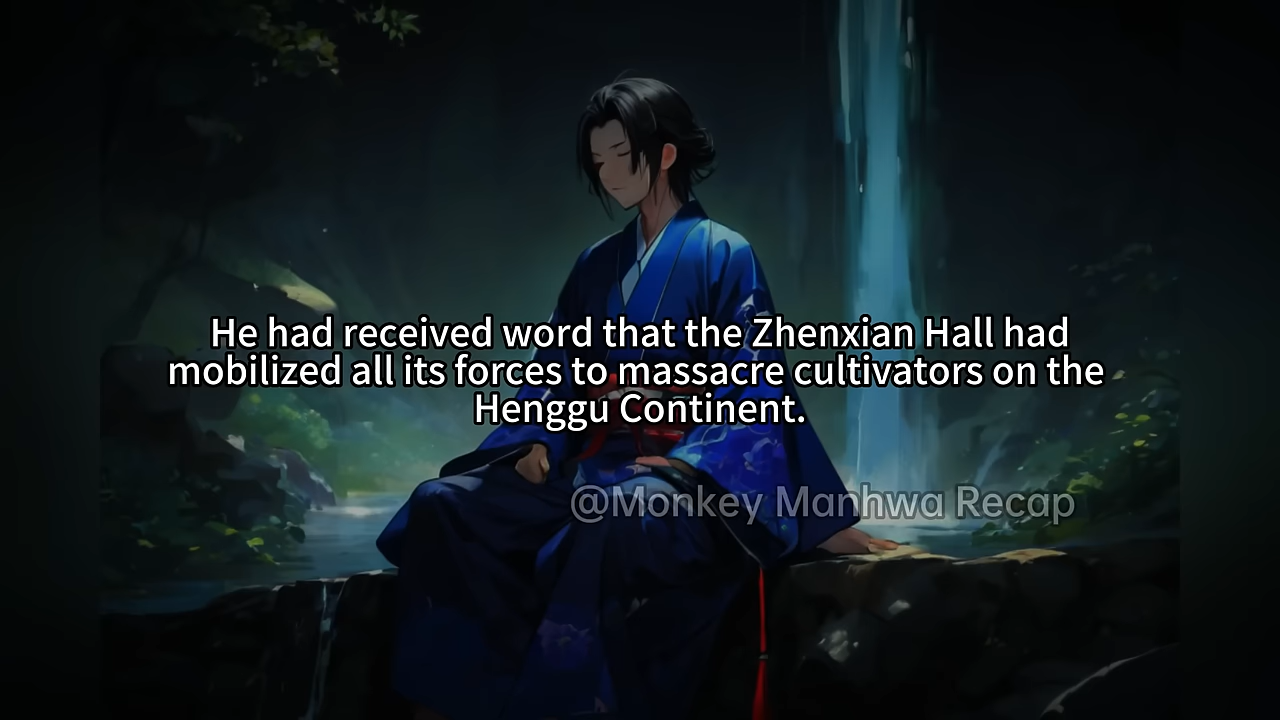 He had received word that the Zhenxian Hall had
mobilized all its forces to massacre cultivators on the
Henggu Continent.
@Monkey Manhwa Recap